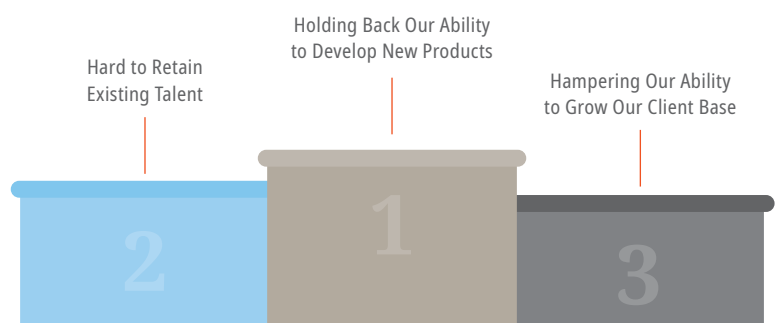 Holding Back Our Ability
to Develop New Products
Hard to Retain
Existing Talent
Hampering Our Ability
to Grow Our Client Base
2
1
3